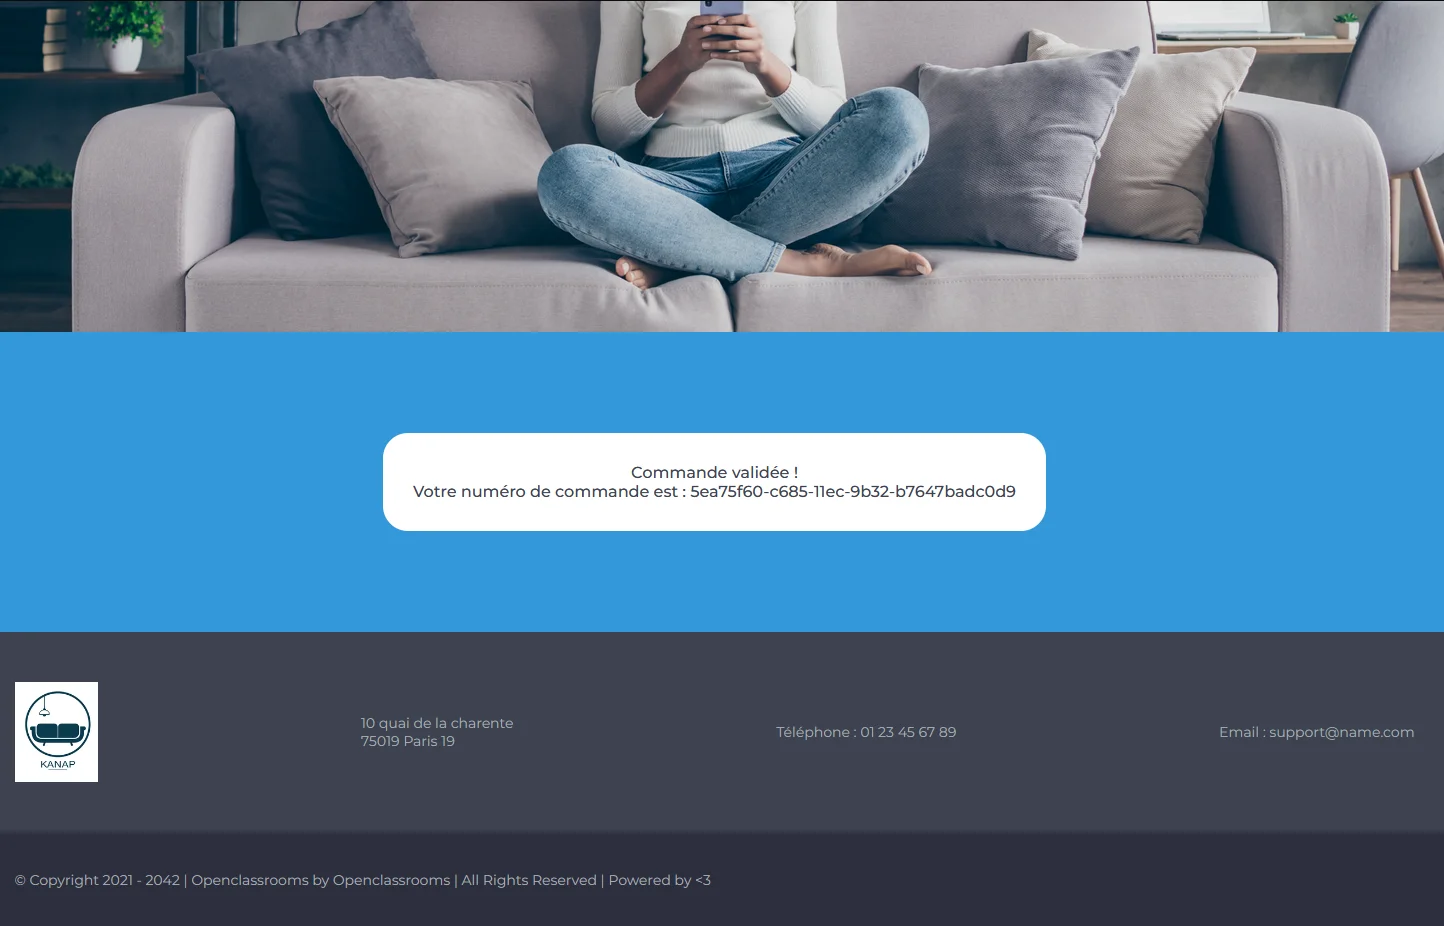 Commande validée !
Votre numéro de commande est : 5ea75f60-c685-11ec-9b32-b7647badc0d9
KANAP
10 quai de la charente
75019 Paris 19
Téléphone : 01 23 45 67 89
Email : support@name.com
© Copyright 2021 - 2042 | Openclassrooms by Openclassrooms | All Rights Reserved | Powered by <3